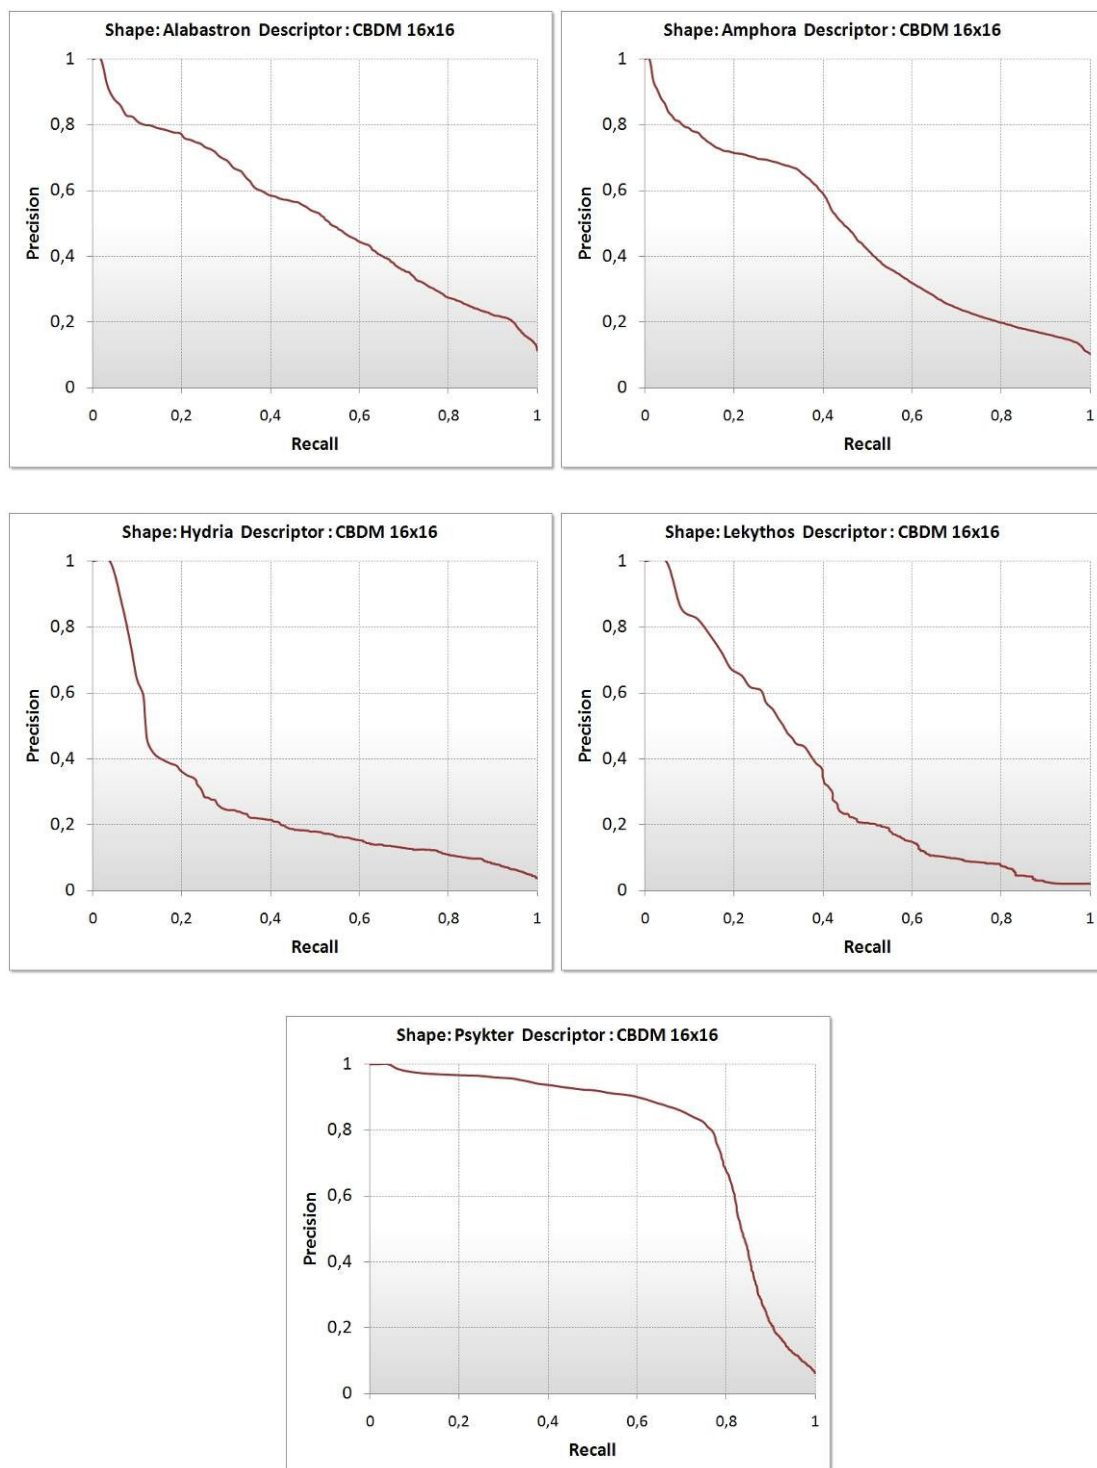 Shape: Alabastron Descriptor : CBDM 16x16
1
0,8
0,6
0,4
0,2
0
Precision
0 0,2 0,4 0,6 0,8 1
Recall
Shape: Amphora Descriptor : CBDM 16x16
1
0,8
0,6
0,4
0,2
0
Precision
0 0,2 0,4 0,6 0,8 1
Recall
Shape: Hydria Descriptor : CBDM 16x16
1
0,8
0,6
0,4
0,2
0
Precision
0 0,2 0,4 0,6 0,8 1
Recall
Shape: Lekythos Descriptor : CBDM 16x16
1
0,8
0,6
0,4
0,2
0
Precision
0 0,2 0,4 0,6 0,8 1
Recall
Shape: Psykter Descriptor : CBDM 16x16
1
0,8
0,6
0,4
0,2
0
Precision
0 0,2 0,4 0,6 0,8 1
Recall